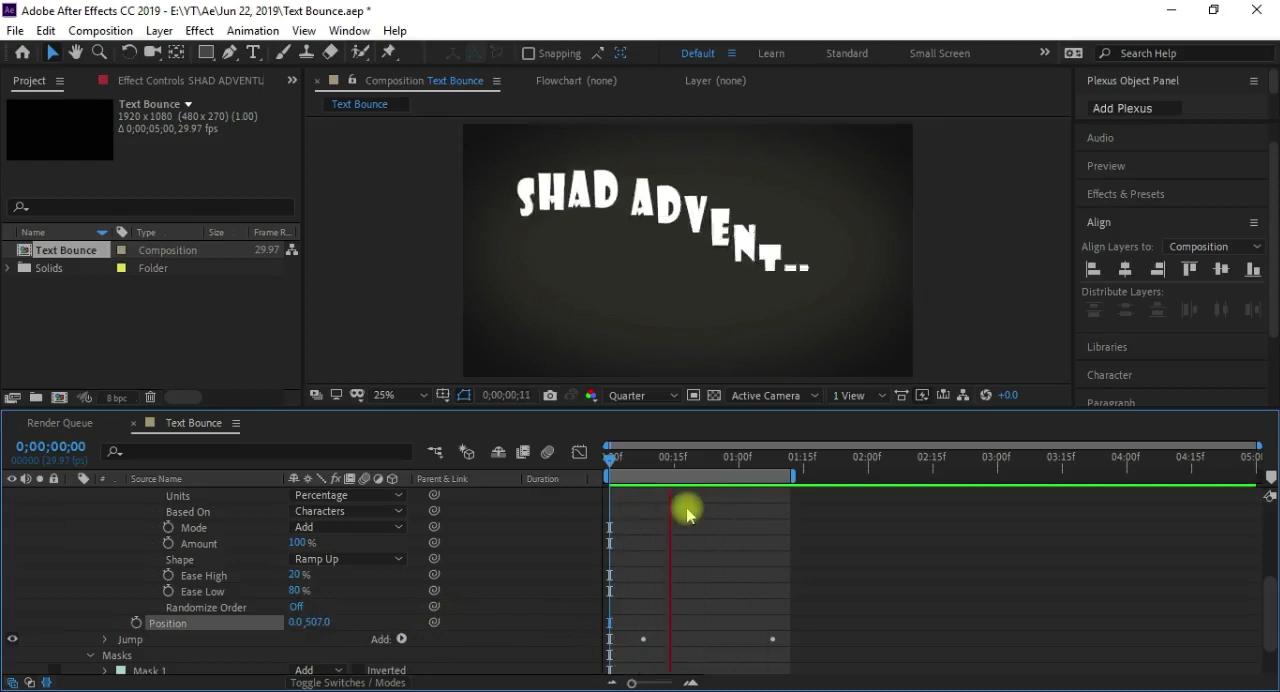 Adobe After Effects CC 2019 - E:\YT\Ae\Jun 22, 2019\Text Bounce.aep *
File Edit Composition Layer Effect Animation View Window Help
Snapping Default Learn Standard Small Screen Search Help
Project Effect Controls SHAD ADVENTU Composition Text Bounce Flowchart (none) Layer (none) Plexus Object Panel
Text Bounce
1920 x 1080 (480 x 270) (1.00)
Δ 0;00;05;00, 29.97 fps
Text Bounce
Add Plexus
Audio
Preview
Effects & Presets
Align
SHAD ADVENT
Name Type Size Frame R...
Text Bounce Composition 29.97
Solids Folder
Align Layers to: Composition
Distribute Layers:
Libraries
Character
Paragraph
8 bpc
25% 0;00;00;11 Quarter Active Camera 1 View +0.0
Render Queue Text Bounce
0;00;00;00
00000 (29.97 fps)
00:15f 01:00f 01:15f 02:00f 02:15f 03:00f 03:15f 04:00f 04:15f
# Source Name Parent & Link Duration
Units Percentage
Based On Characters
Mode Add
Amount 100 %
Shape Ramp Up
Ease High 20 %
Ease Low 80 %
Randomize Order Off
Position 0.0,507.0
Jump Add:
Masks
Mask 1 Add Inverted
Toggle Switches / Modes